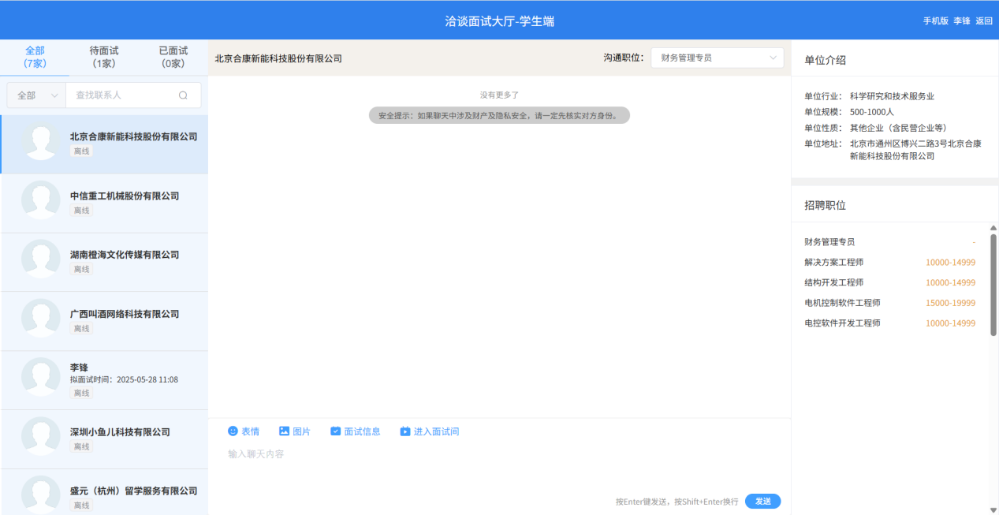 洽谈面试大厅-学生端
手机版 李锋 返回
全部
(7家)
待面试
(1家)
已面试
(0家)
全部
查找联系人
北京合康新能科技股份有限公司
离线
中信重工机械股份有限公司
离线
湖南橙海文化传媒有限公司
离线
广西叫酒网络科技有限公司
离线
李锋
拟面试时间：2025-05-28 11:08
离线
深圳小鱼儿科技有限公司
离线
盛元（杭州）留学服务有限公司
离线
北京合康新能科技股份有限公司
沟通职位： 财务管理专员
没有更多了
安全提示：如果聊天中涉及财产及隐私安全，请一定先核实对方身份。
表情 图片 面试信息 进入面试间
输入聊天内容
按Enter键发送，按Shift+Enter换行 发送
单位介绍
单位行业： 科学研究和技术服务业
单位规模： 500-1000人
单位性质： 其他企业（含民营企业等）
单位地址： 北京市通州区博兴二路3号北京合康
新能科技股份有限公司
招聘职位
财务管理专员 -
解决方案工程师 10000-14999
结构开发工程师 10000-14999
电机控制软件工程师 15000-19999
电控软件开发工程师 10000-14999